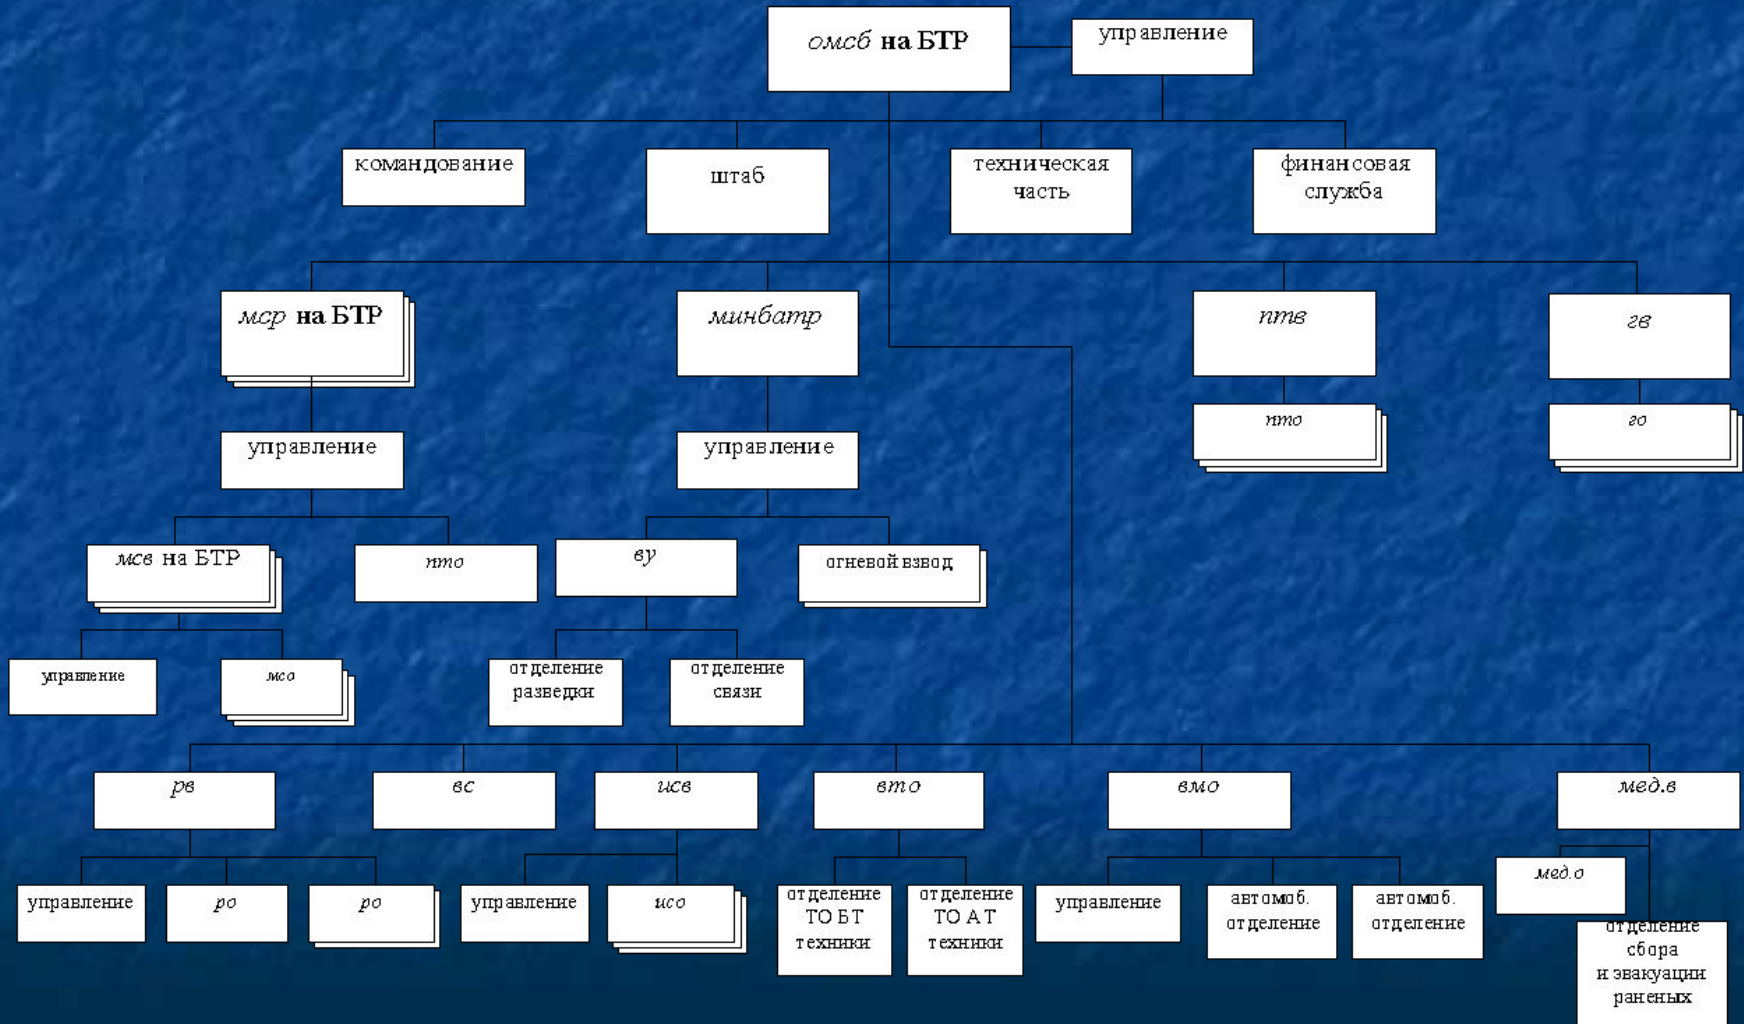 омсб на БТР
управление
командование
штаб
техническая
часть
финансовая
служба
мср на БТР
минбатр
птв
гв
пто
го
управление
управление
мсв на БТР
пто
ву
огневой взвод
управление
мсо
отделение
разведки
отделение
связи
рв
вс
исв
вто
вмо
мед.в
управление
ро
ро
управление
исо
отделение
ТО БТ
техники
отделение
ТО АТ
техники
управление
автомоб.
отделение
автомоб.
отделение
мед.о
отделение
сбора
и эвакуации
раненых